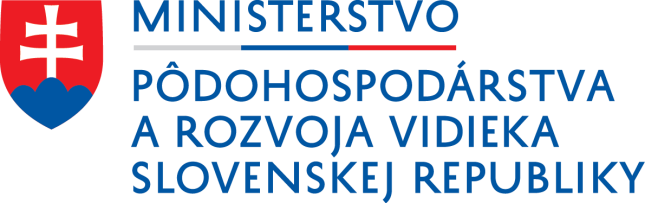 MINISTERSTVO
PÔDOHOSPODÁRSTVA
A ROZVOJA VIDIEKA
SLOVENSKEJ REPUBLIKY